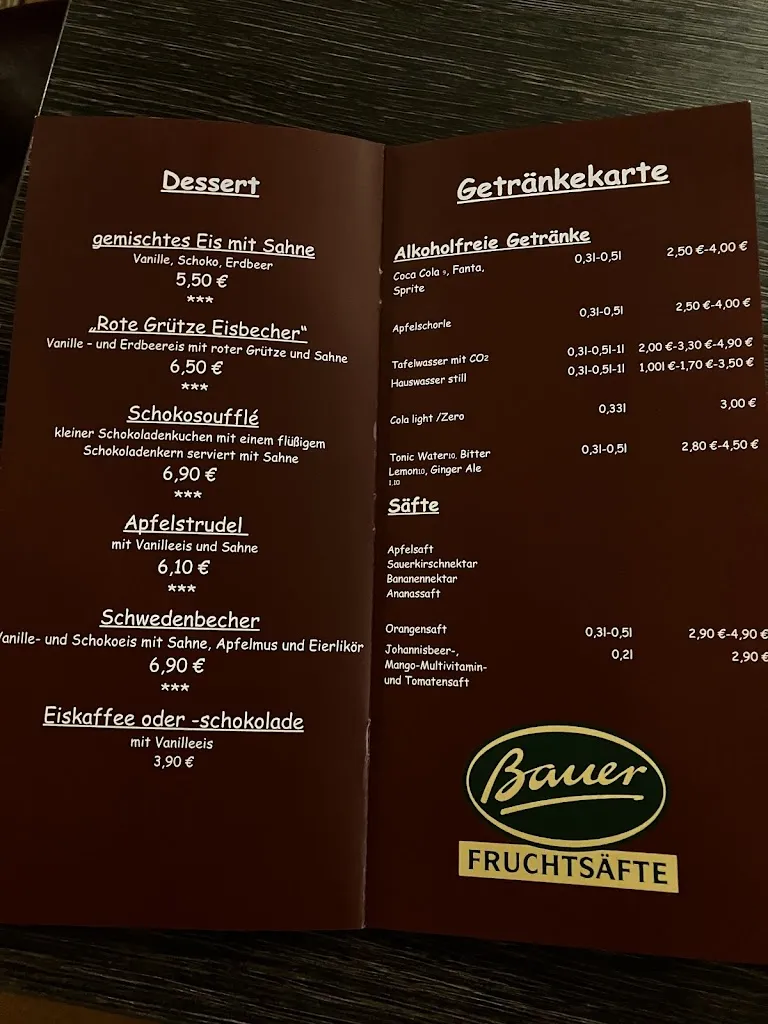 Dessert
gemischtes Eis mit Sahne
Vanille, Schoko, Erdbeer
5,50 €
***
„Rote Grütze Eisbecher“
Vanille – und Erdbeereis mit roter Grütze und Sahne
6,50 €
***
Schokosoufflé
kleiner Schokoladenkuchen mit einem flüßigem
Schokoladenkern serviert mit Sahne
6,90 €
***
Apfelstrudel
mit Vanilleeis und Sahne
6,10 €
***
Schwedenbecher
Vanille- und Schokoeis mit Sahne, Apfelmus und Eierlikör
6,90 €
***
Eiskaffee oder -schokolade
mit Vanilleeis
3,90 €
Getränkekarte
Alkoholfreie Getränke
Coca Cola 9, Fanta, 0,3l-0,5l 2,50 €-4,00 €
Sprite
Apfelschorle 0,3l-0,5l 2,50 €-4,00 €
Tafelwasser mit CO2 0,3l-0,5l-1l 2,00 €-3,30 €-4,90 €
Hauswasser still 0,3l-0,5l-1l 1,00l €-1,70 €-3,50 €
Cola light /Zero 0,33l 3,00 €
Tonic Water10, Bitter 0,3l-0,5l 2,80 €-4,50 €
Lemon10, Ginger Ale
1,10
Säfte
Apfelsaft
Sauerkirschnektar
Bananennektar
Ananassaft
Orangensaft 0,3l-0,5l 2,90 €-4,90 €
Johannisbeer-, 0,2l 2,90 €
Mango-Multivitamin-
und Tomatensaft
Bauer
FRUCHTSÄFTE